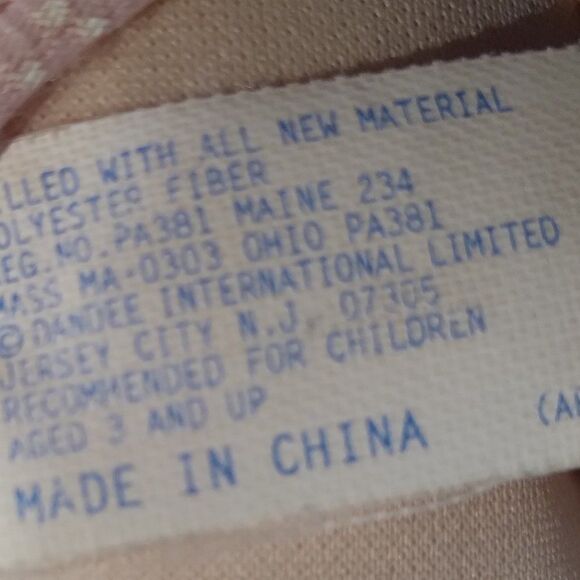 LLED WITH ALL NEW MATERIAL
OLYESTER FIBER
EG.NO.PA381 MAINE 234
MASS MA-0303 OHIO PA381
© DANDEE INTERNATIONAL LIMITED
JERSEY CITY N.J. 07305
RECOMMENDED FOR CHILDREN
AGED 3 AND UP
MADE IN CHINA